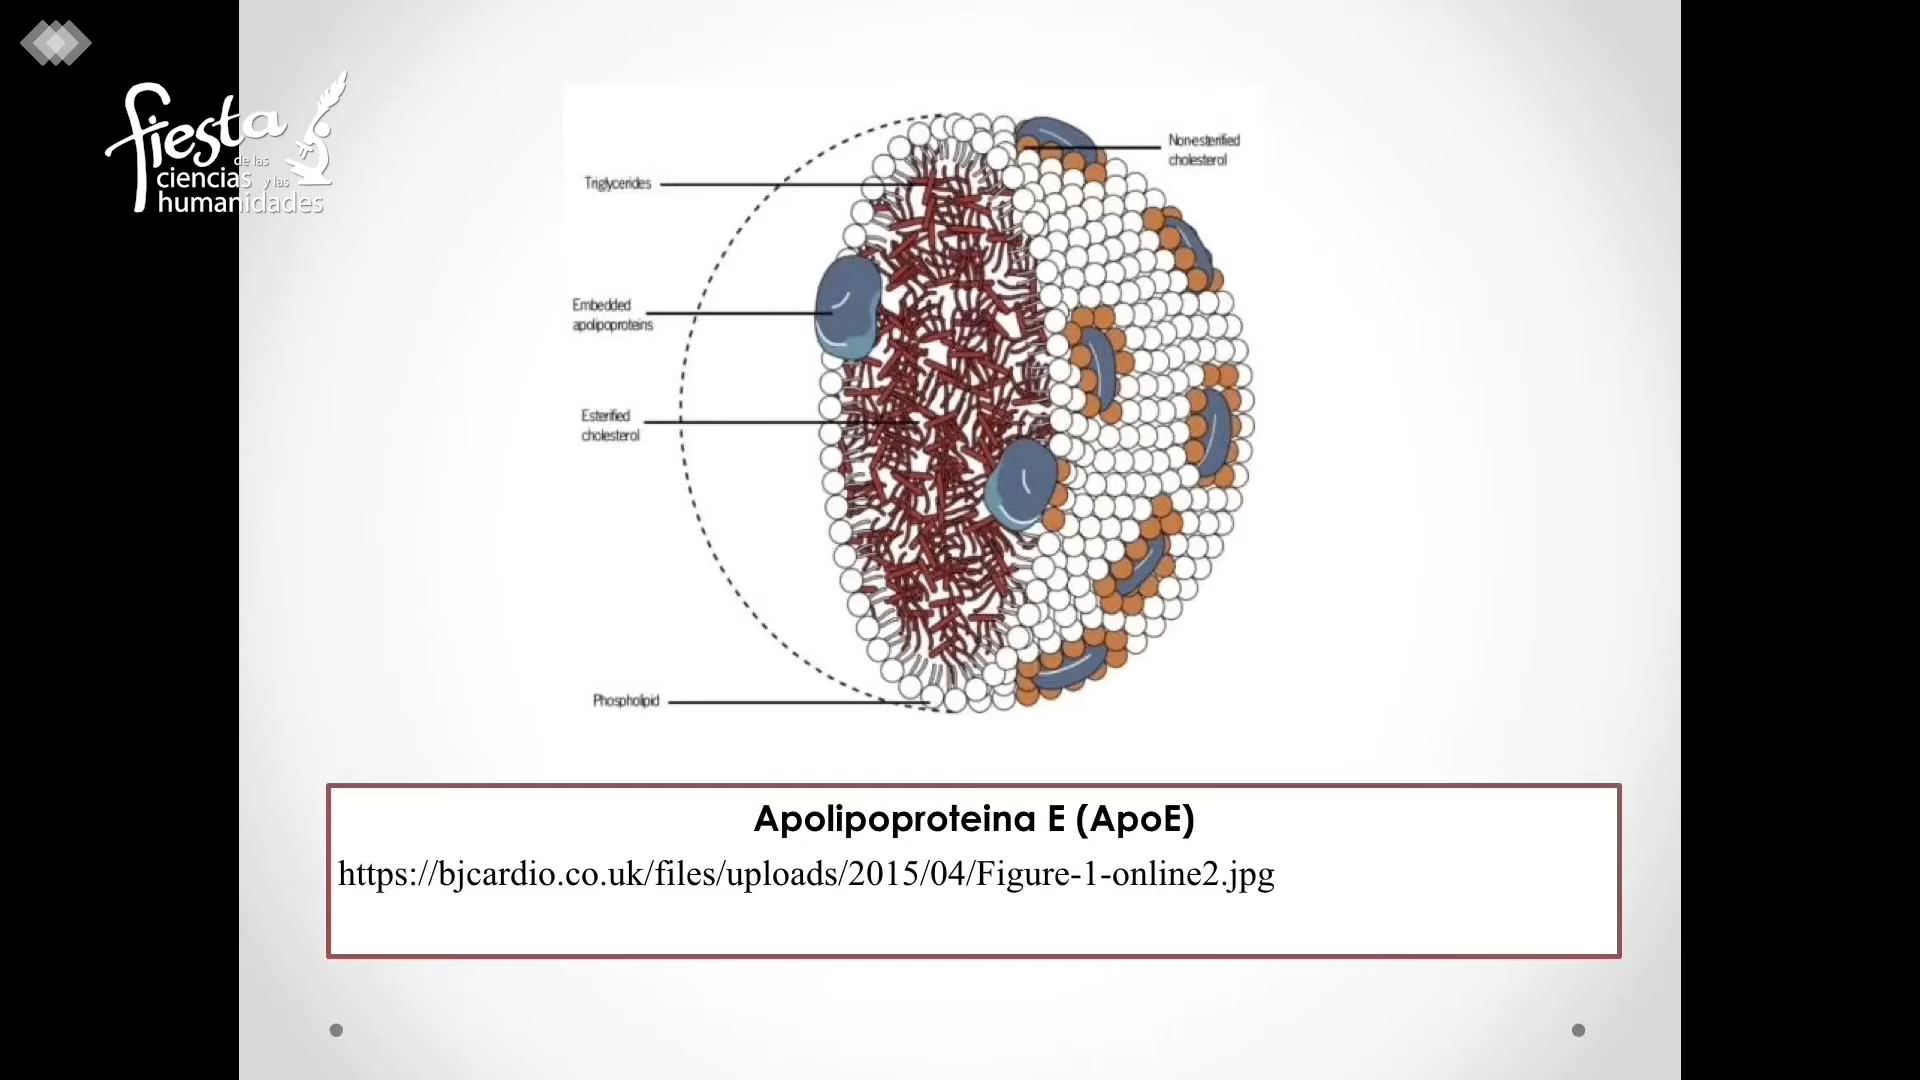 fiesta
de las
ciencias y las
humanidades
Nonesterified
cholesterol
Triglycerides
Embedded
apolipoproteins
Esterified
cholesterol
Phospholipid
Apolipoproteina E (ApoE)
https://bjcardio.co.uk/files/uploads/2015/04/Figure-1-online2.jpg